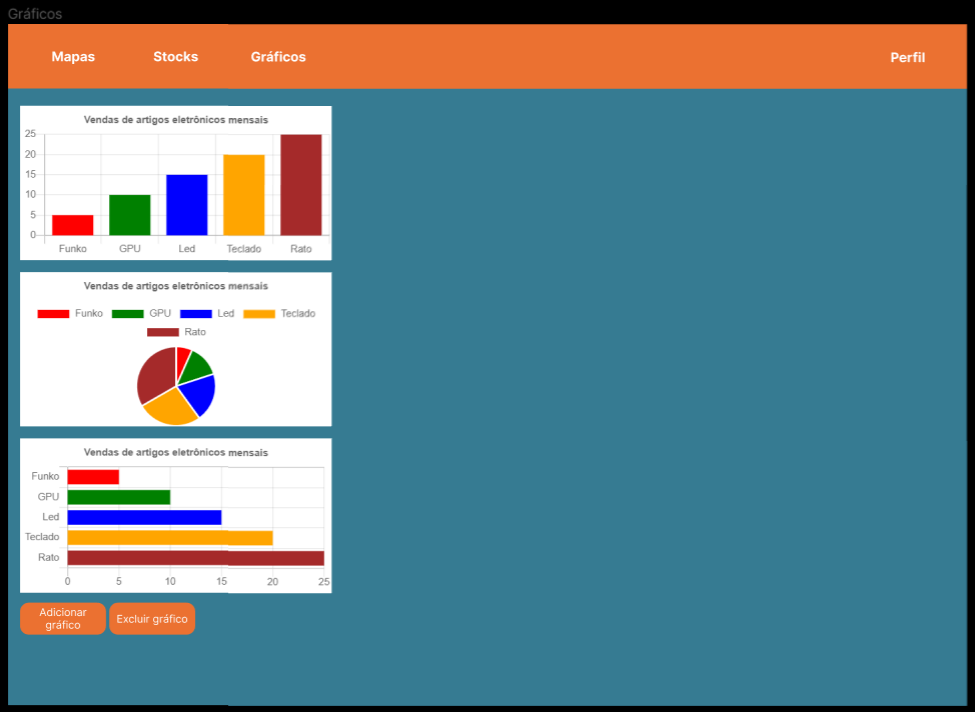 Gráficos
Mapas Stocks Gráficos Perfil
Vendas de artigos eletrônicos mensais
25
20
15
10
5
0
Funko GPU Led Teclado Rato
Vendas de artigos eletrônicos mensais
Funko GPU Led Teclado
Rato
Vendas de artigos eletrônicos mensais
Funko
GPU
Led
Teclado
Rato
0 5 10 15 20 25
Adicionar
gráfico
Excluir gráfico